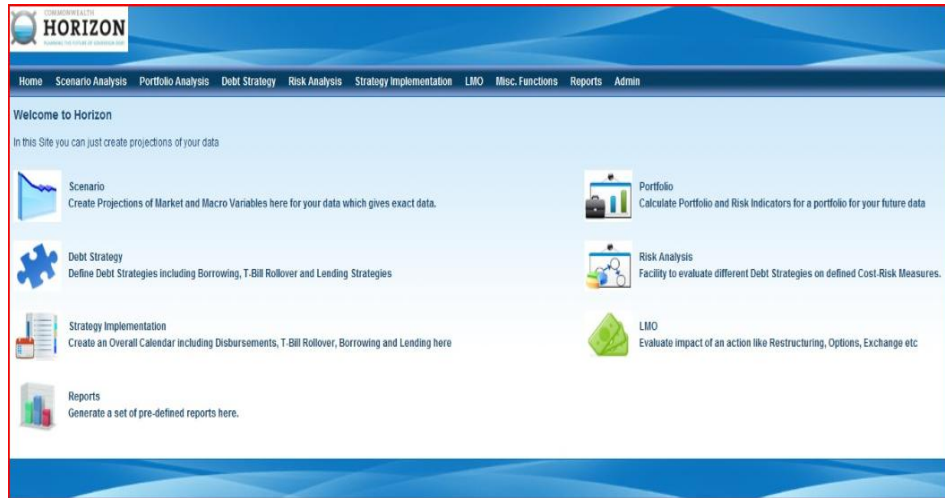 COMMONWEALTH
HORIZON
Home Scenario Analysis Portfolio Analysis Debt Strategy Risk Analysis Strategy Implementation LMO Misc. Functions Reports Admin
Welcome to Horizon
In this Site you can just create projections of your data
Scenario
Create Projections of Market and Macro Variables here for your data which gives exact data.
Portfolio
Calculate Portfolio and Risk Indicators for a portfolio for your future data
Debt Strategy
Define Debt Strategies including Borrowing, T-Bill Rollover and Lending Strategies
Risk Analysis
Facility to evaluate different Debt Strategies on defined Cost-Risk Measures.
Strategy Implementation
Create an Overall Calendar including Disbursements, T-Bill Rollover, Borrowing and Lending here
LMO
Evaluate impact of an action like Restructuring, Options, Exchange etc
Reports
Generate a set of pre-defined reports here.